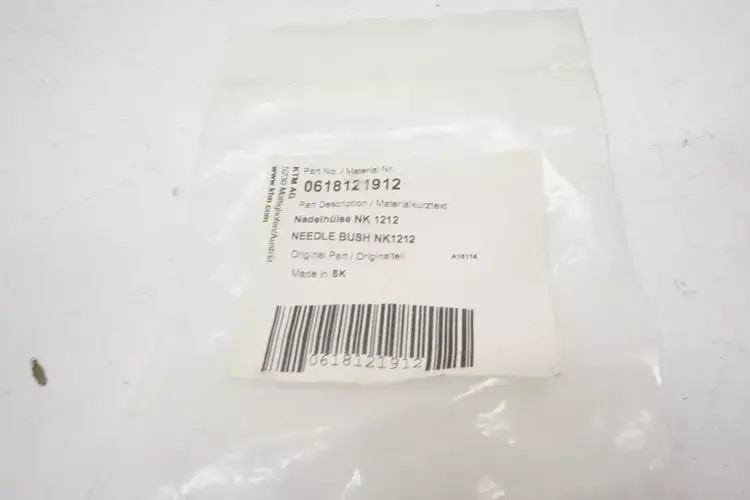 KTM AG
5230 Mattighofen/Austria
www.ktm.com
Part No. / Material Nr.
0618121912
Part Description / Materialkurztext
Nadelhülse NK 1212
NEEDLE BUSH NK1212
Original Part / Originalteil A15114
Made in SK
0618121912